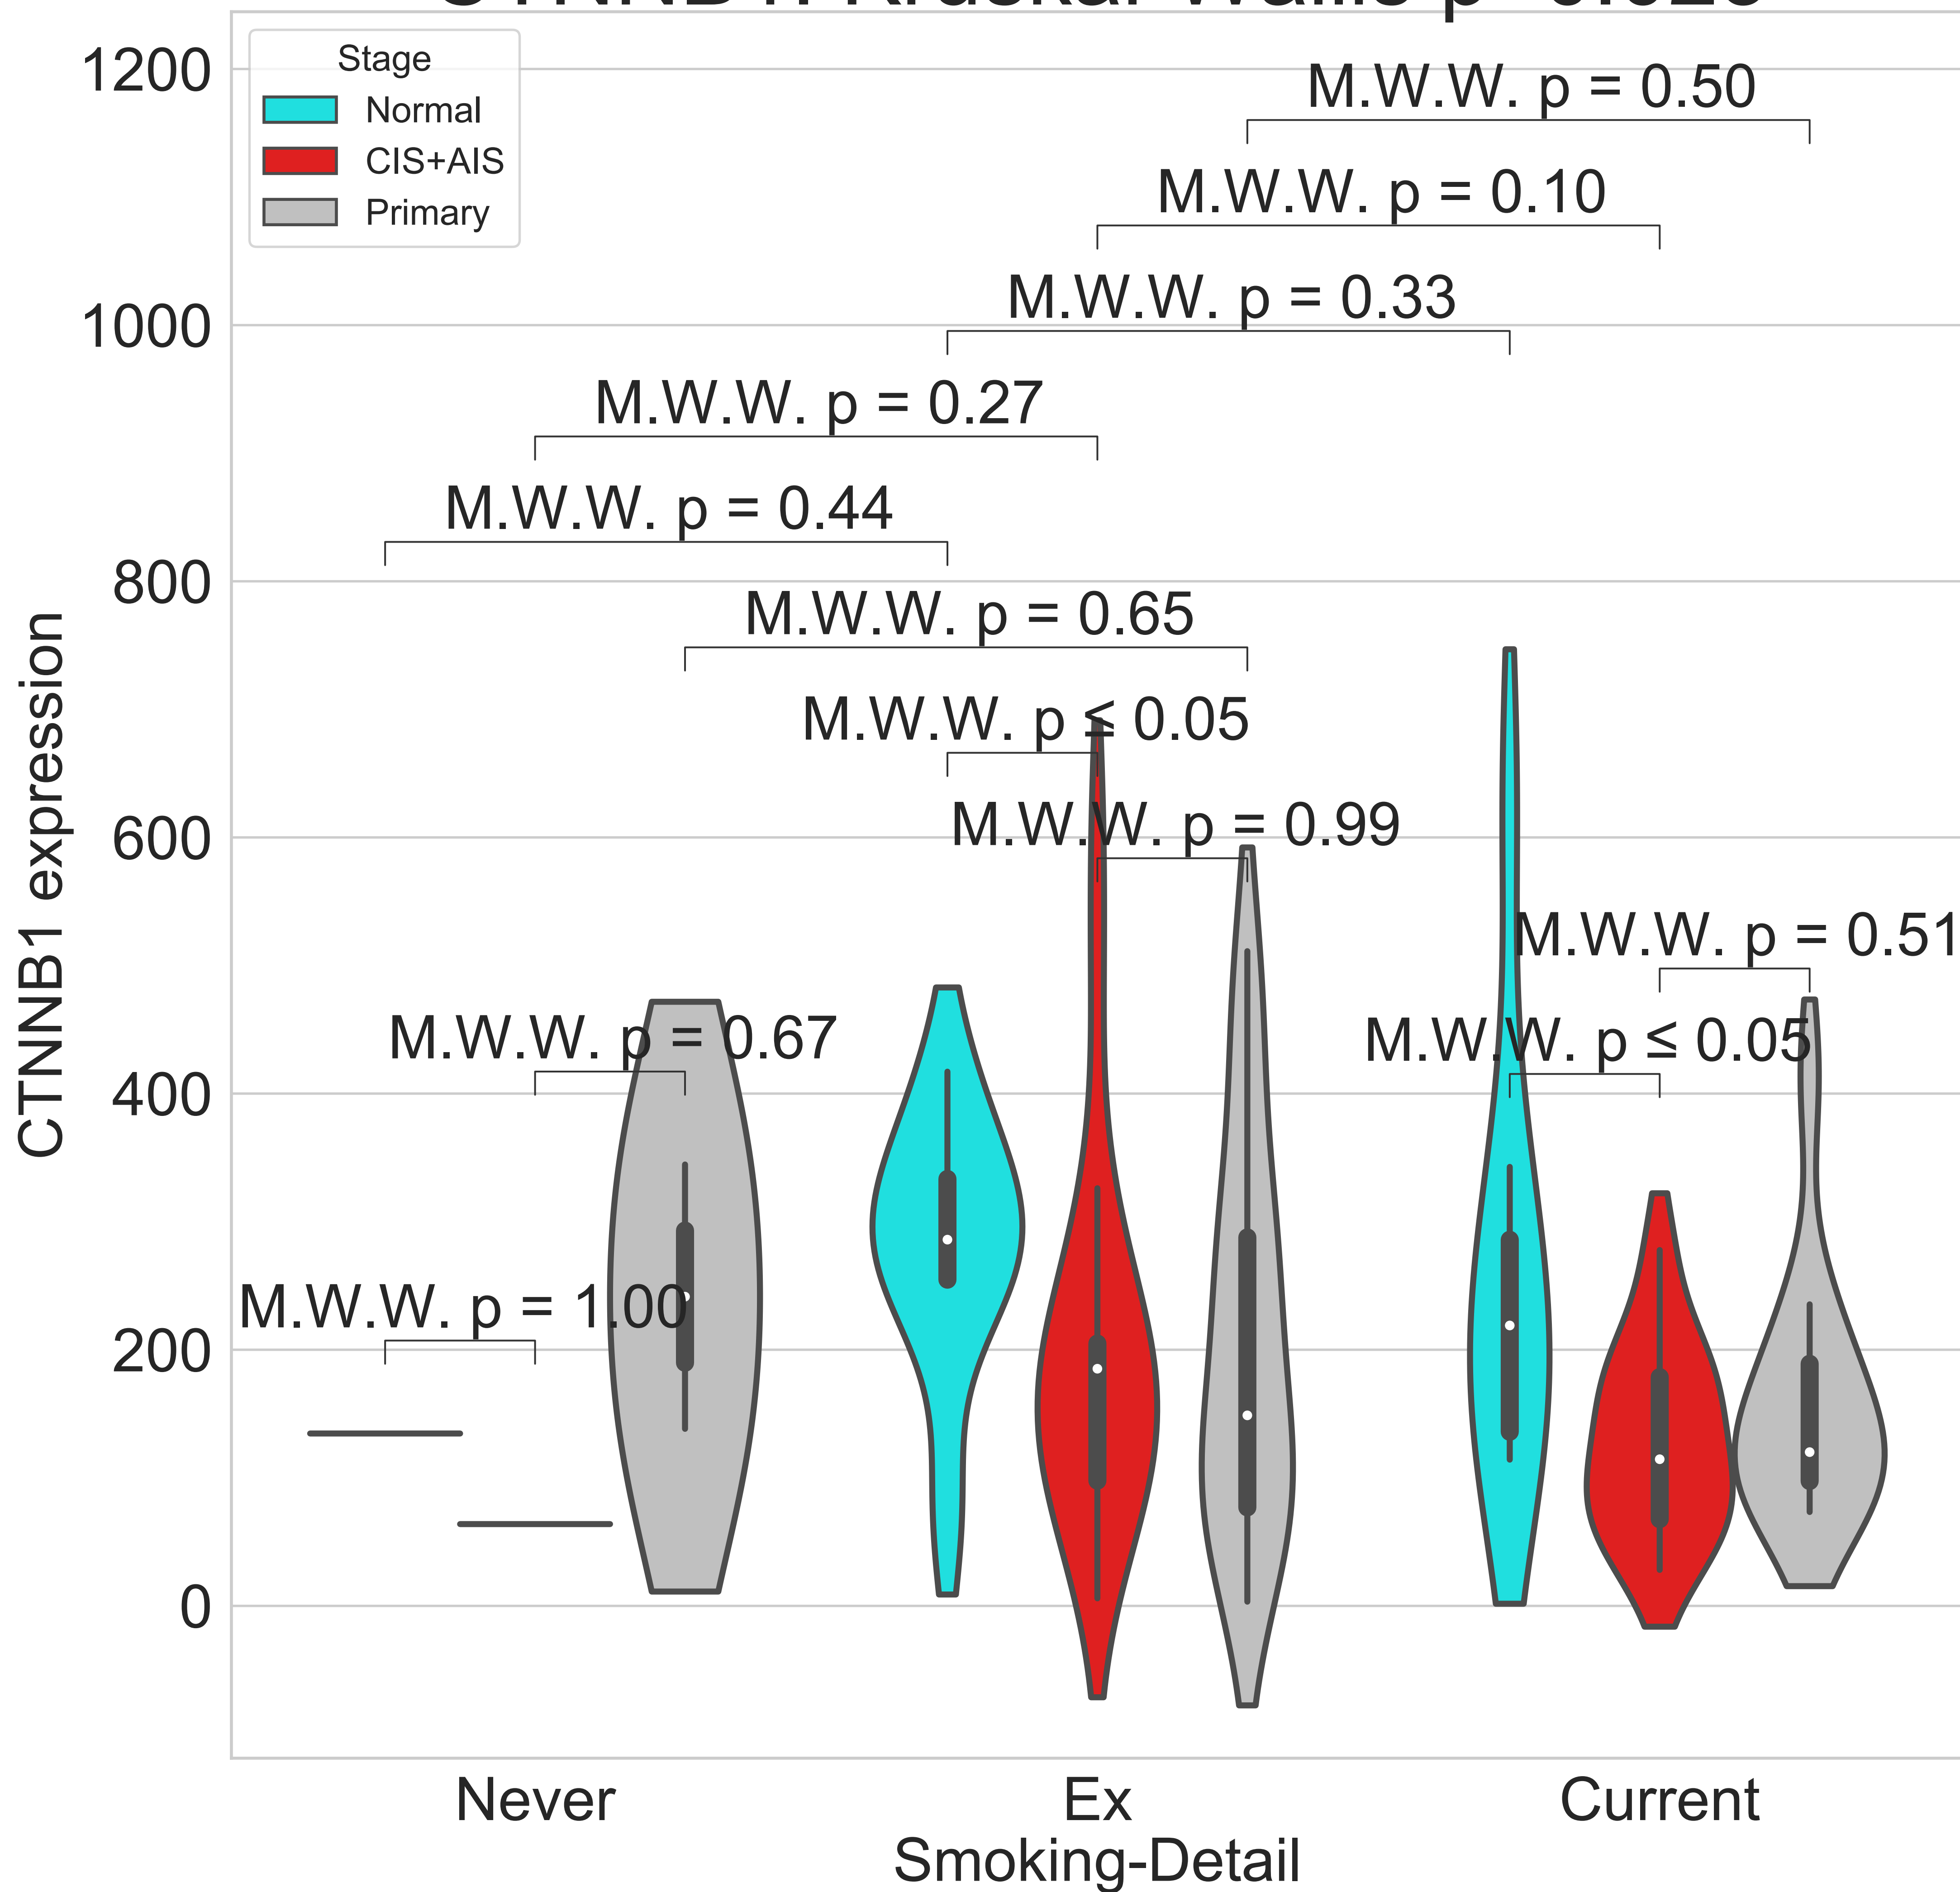 1200
1000
800
600
400
200
0
CTNNB1 expression
Stage
Normal
CIS+AIS
Primary
M.W.W. p = 0.50
M.W.W. p = 0.10
M.W.W. p = 0.33
M.W.W. p = 0.27
M.W.W. p = 0.44
M.W.W. p = 0.65
M.W.W. p ≤ 0.05
M.W.W. p = 0.99
M.W.W. p = 0.51
M.W.W. p = 0.67
M.W.W. p ≤ 0.05
M.W.W. p = 1.00
Never
Ex
Current
Smoking-Detail